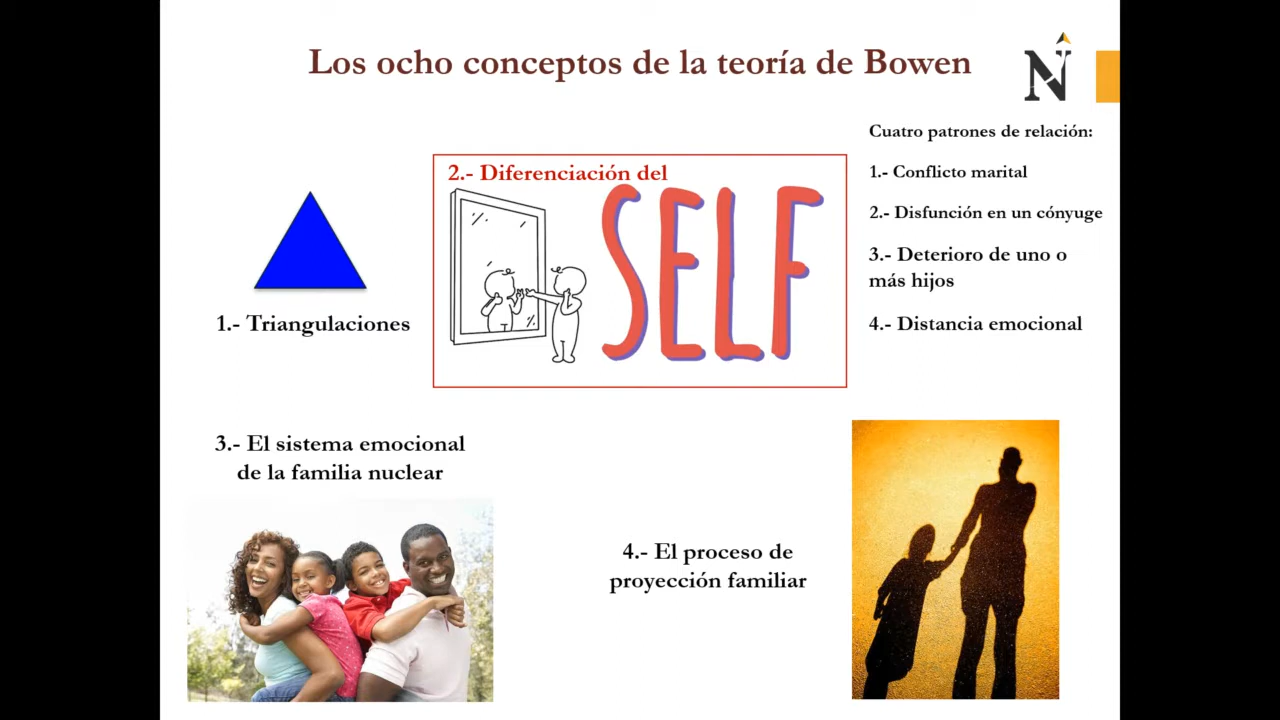 Los ocho conceptos de la teoría de Bowen
N
Cuatro patrones de relación:
1.- Conflicto marital
2.- Disfunción en un cónyuge
3.- Deterioro de uno o
más hijos
4.- Distancia emocional
1.- Triangulaciones
2.- Diferenciación del
SELF
3.- El sistema emocional
de la familia nuclear
4.- El proceso de
proyección familiar